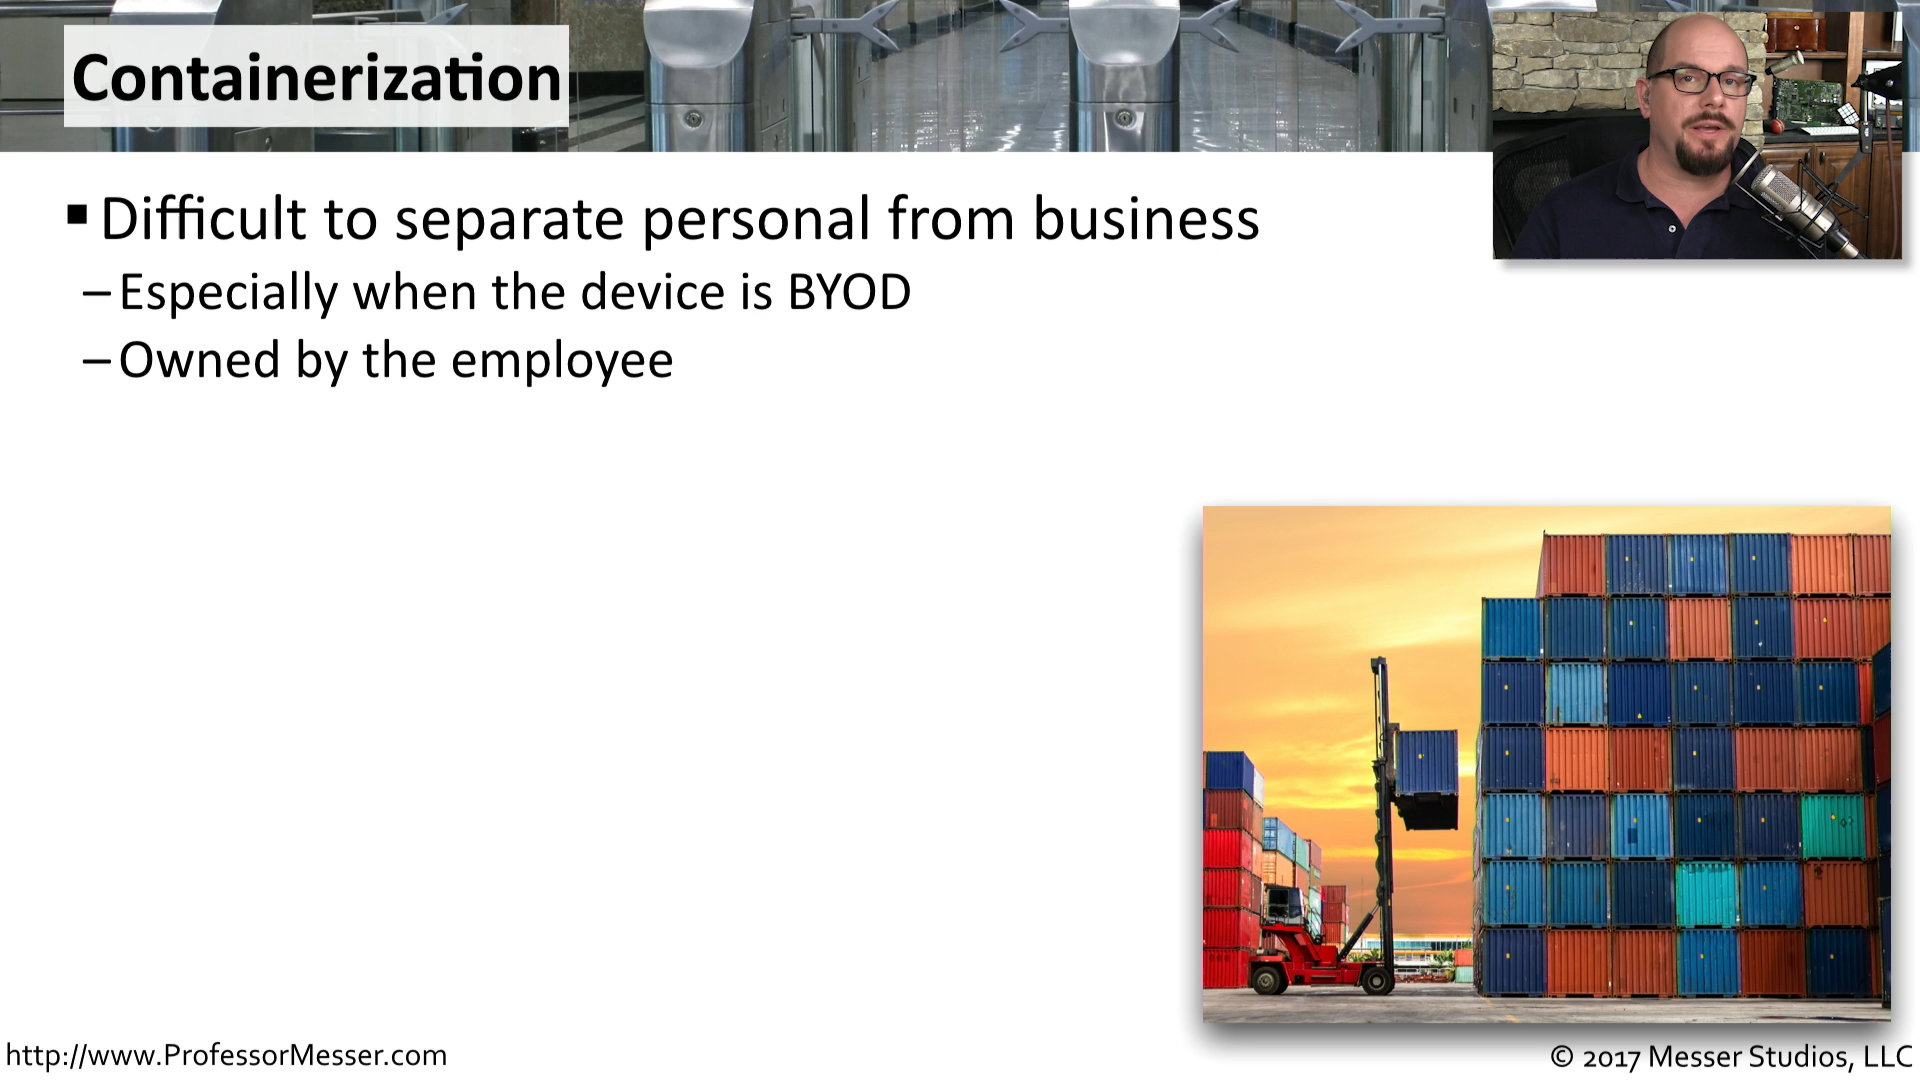 Containerization
▪ Difficult to separate personal from business
– Especially when the device is BYOD
– Owned by the employee
http://www.ProfessorMesser.com
© 2017 Messer Studios, LLC